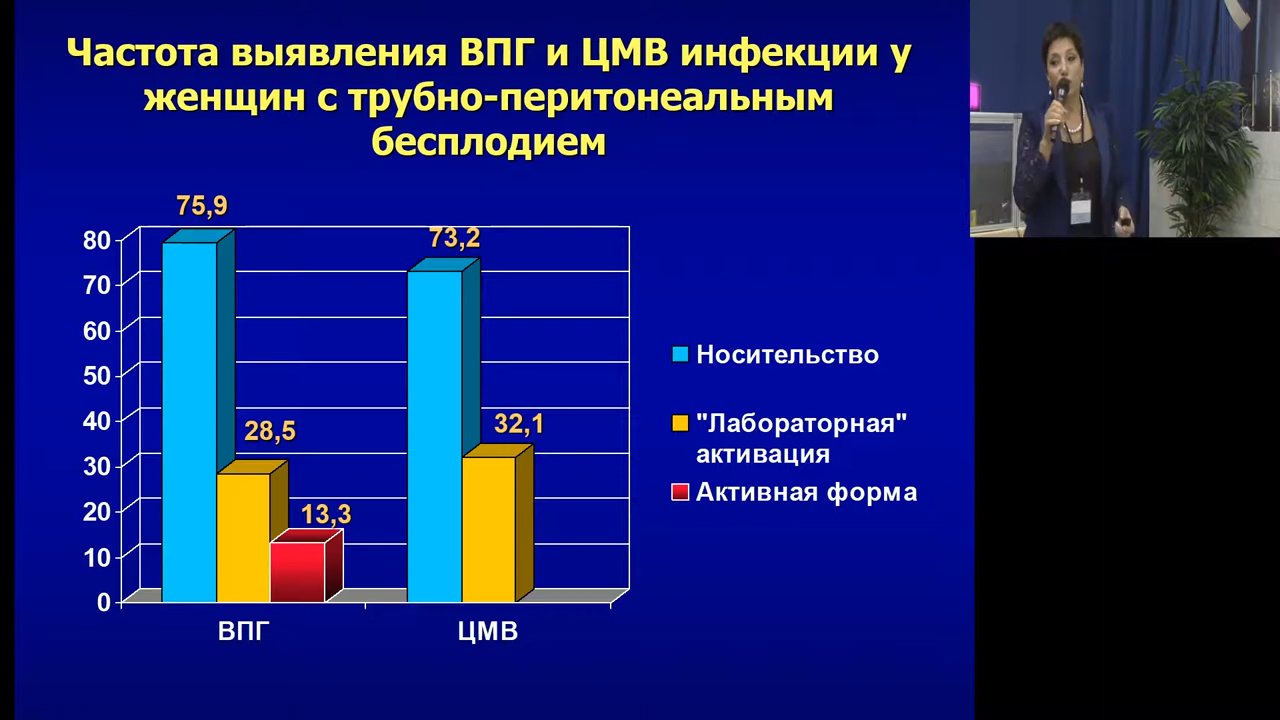 Частота выявления ВПГ и ЦМВ инфекции у
женщин с трубно-перитонеальным
бесплодием
75,9
73,2
80
70
60
50
40
30
20
10
0
28,5
32,1
13,3
ВПГ
ЦМВ
Носительство
"Лабораторная"
активация
Активная форма